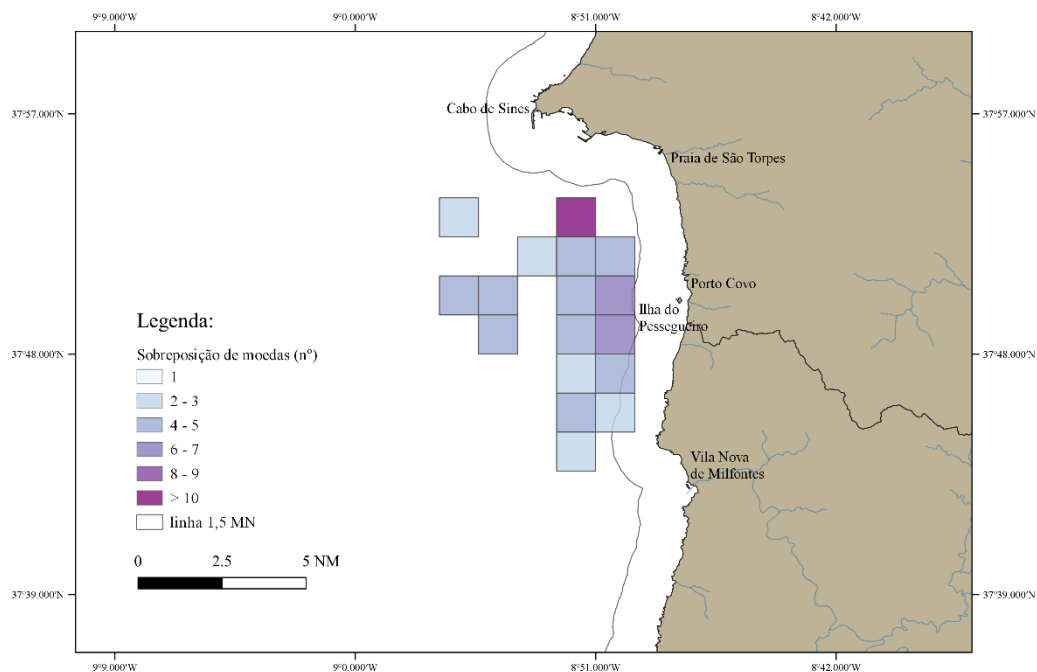 9°9.000'W 9°0.000'W 8°51.000'W 8°42.000'W
37°57.000'N
37°57.000'N
Cabo de Sines
Praia de São Torpes
Porto Covo
Ilha do
Pessegueiro
37°48.000'N
37°48.000'N
Legenda:
Sobreposição de moedas (nº)
1
2 - 3
4 - 5
6 - 7
8 - 9
> 10
linha 1,5 MN
0 2.5 5 NM
Vila Nova
de Milfontes
37°39.000'N
37°39.000'N
9°9.000'W 9°0.000'W 8°51.000'W 8°42.000'W